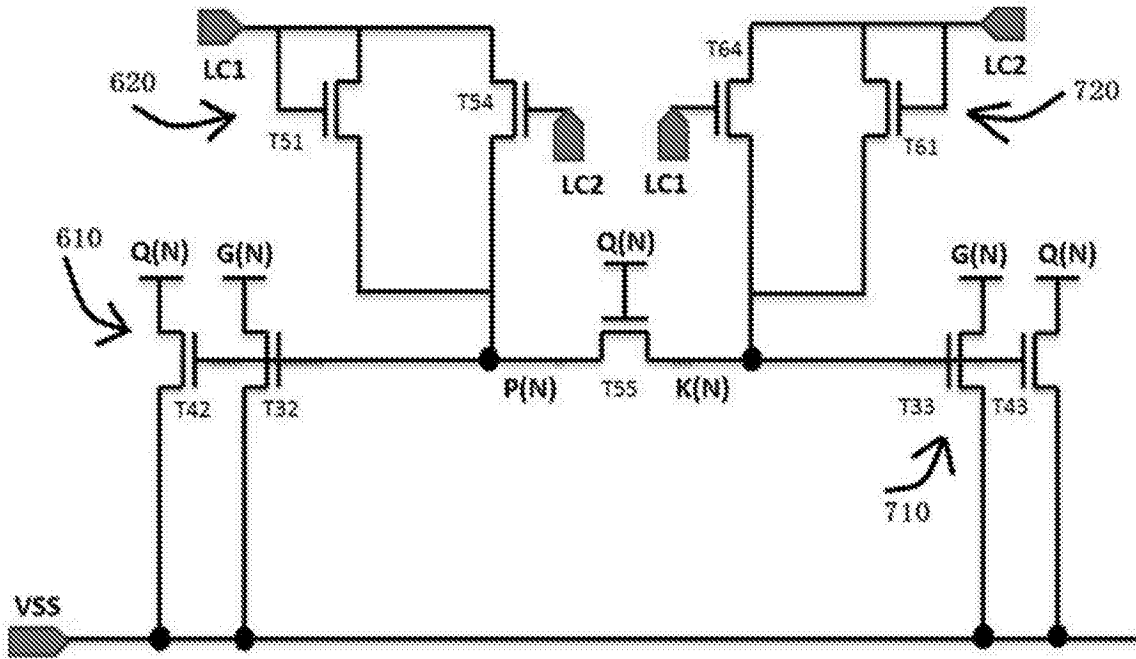 LC1
T64
LC2
620
T54
720
T51
T61
LC2
LC1
610
Q(N)
G(N)
Q(N)
G(N)
Q(N)
P(N)
T55
K(N)
T42
T32
T33
T43
710
VSS